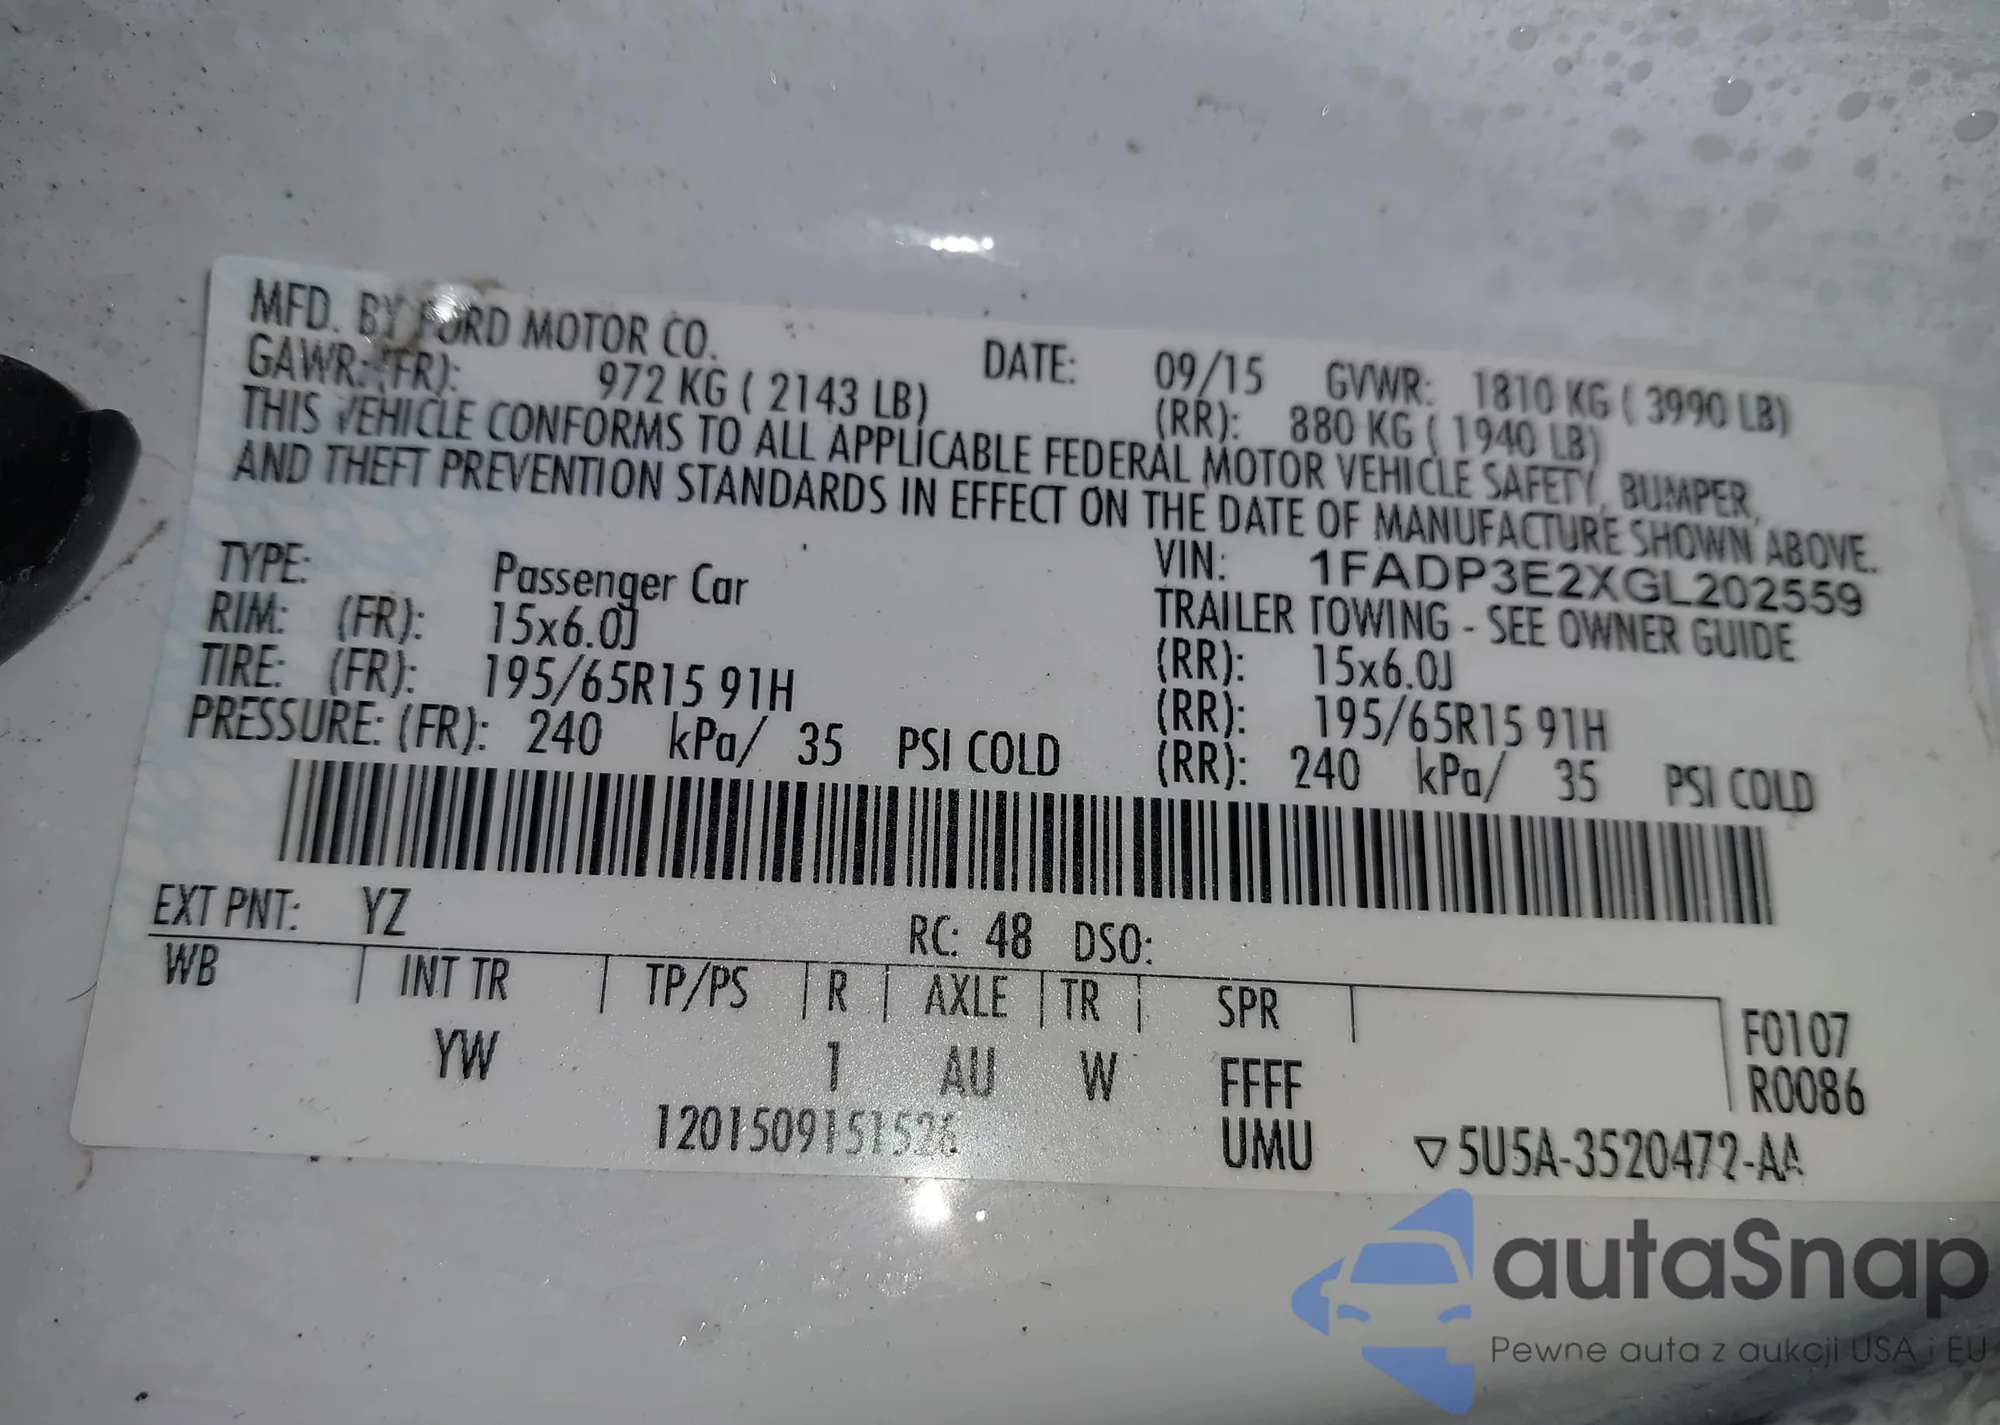 MFD. BY FORD MOTOR CO. DATE: 09/15 GVWR: 1810 KG ( 3990 LB)
GAWR: (FR): 972 KG ( 2143 LB) (RR): 880 KG ( 1940 LB)
THIS VEHICLE CONFORMS TO ALL APPLICABLE FEDERAL MOTOR VEHICLE SAFETY, BUMPER,
AND THEFT PREVENTION STANDARDS IN EFFECT ON THE DATE OF MANUFACTURE SHOWN ABOVE.
VIN: 1FADP3E2XGL202559
TYPE: Passenger Car TRAILER TOWING - SEE OWNER GUIDE
RIM: (FR): 15x6.0J (RR): 15x6.0J
TIRE: (FR): 195/65R15 91H (RR): 195/65R15 91H
PRESSURE: (FR): 240 kPa/ 35 PSI COLD (RR): 240 kPa/ 35 PSI COLD
EXT PNT: YZ RC: 48 DSO:
WB INT TR TP/PS R AXLE TR SPR F0107
YW 1 AU W FFFF R0086
1201509151526 UMU ▽5U5A-3520472-AA
autaSnap
Pewne auta z aukcji USA i EU